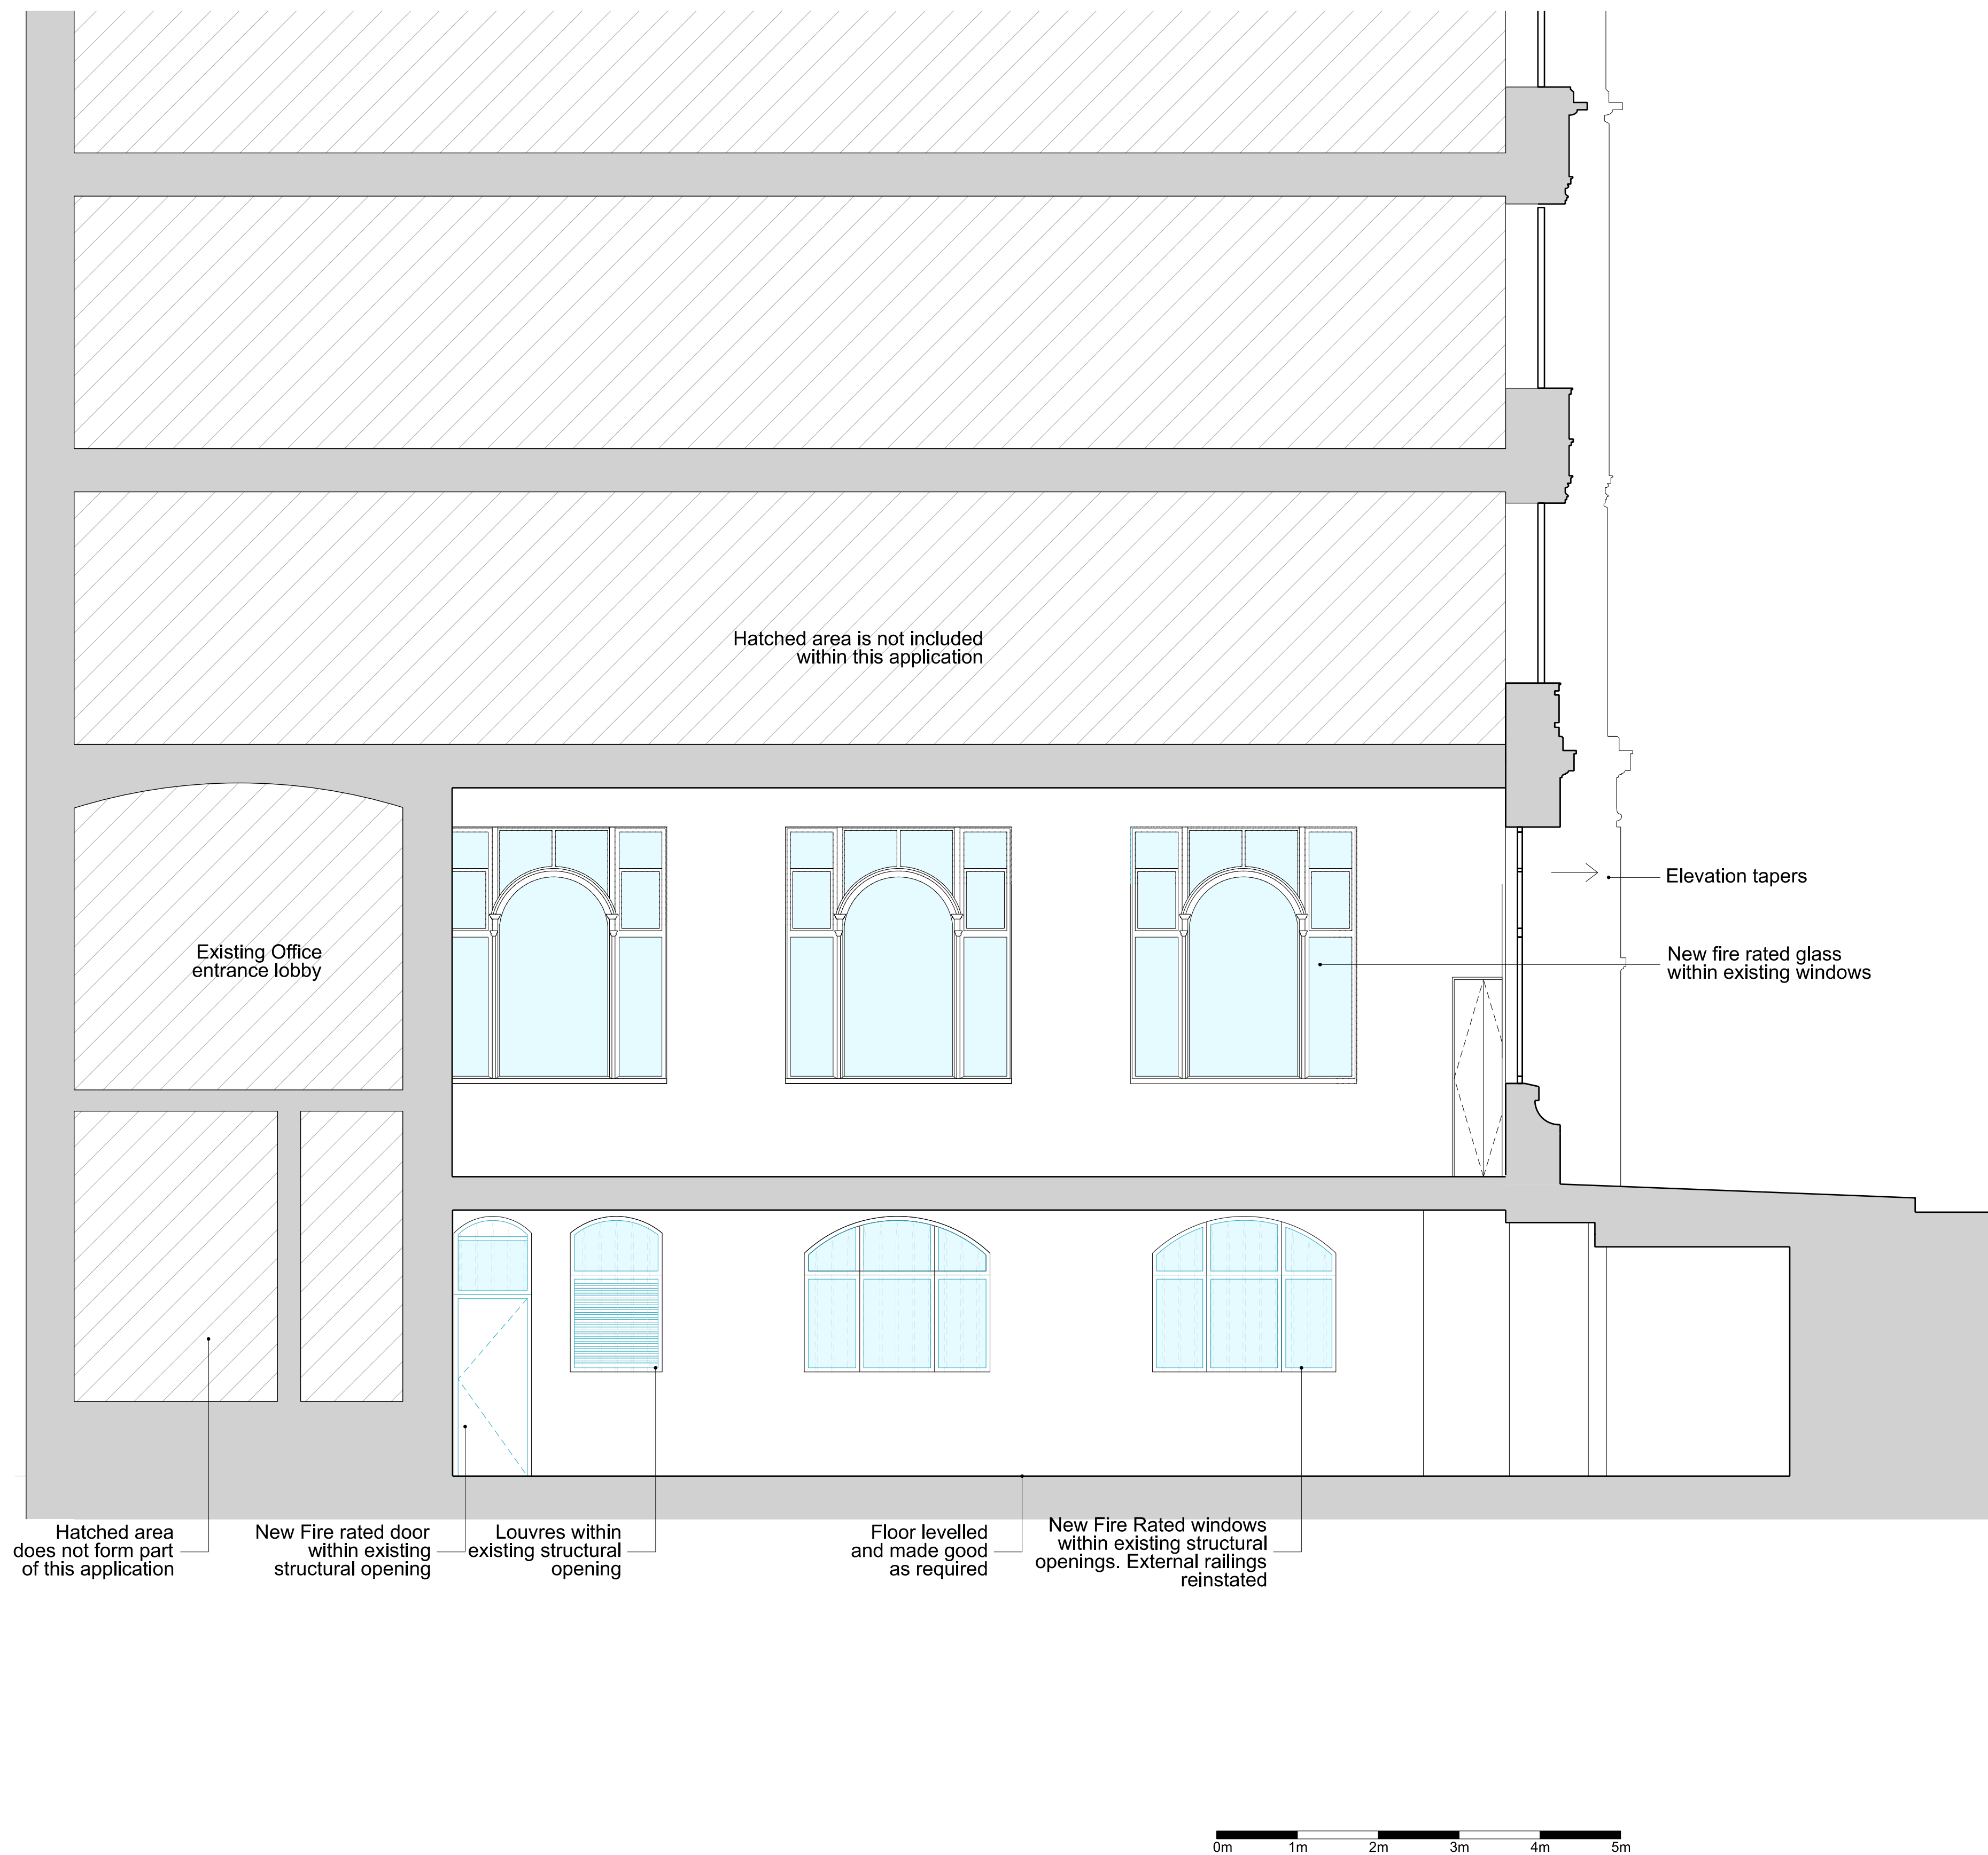 Hatched area is not included
within this application
Elevation tapers
Existing Office
entrance lobby
New fire rated glass
within existing windows
Hatched area
does not form part
of this application
New Fire rated door
within existing
structural opening
Louvres within
existing structural
opening
Floor levelled
and made good
as required
New Fire Rated windows
within existing structural
openings. External railings
reinstated
0m 1m 2m 3m 4m 5m